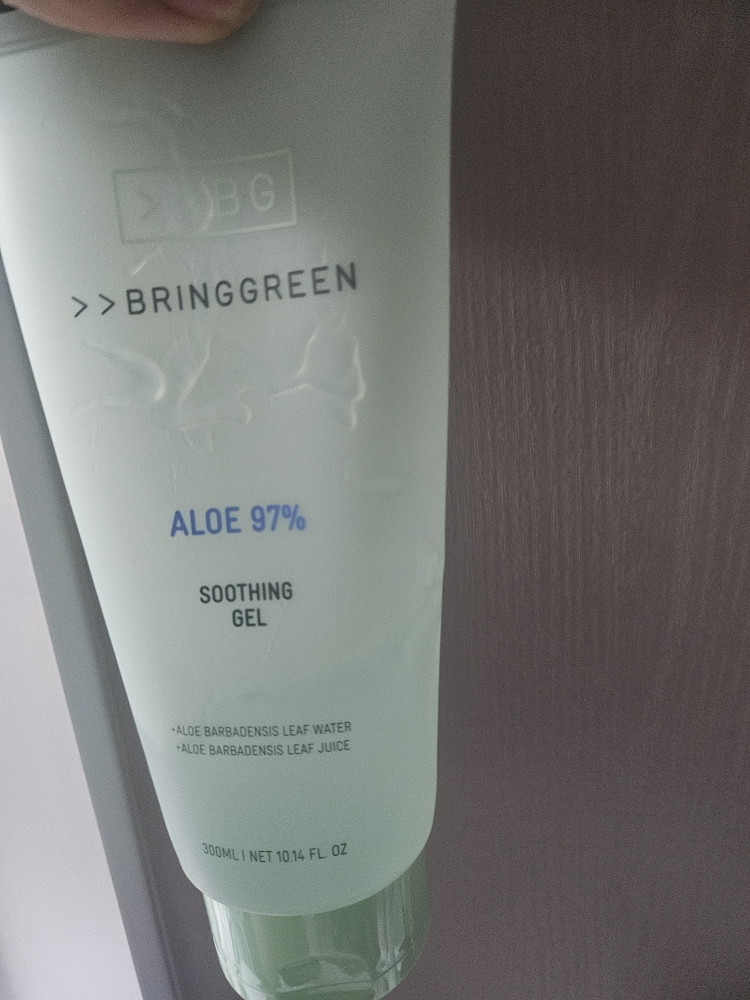 >>BG
>>BRINGGREEN
ALOE 97%
SOOTHING
GEL
•ALOE BARBADENSIS LEAF WATER
•ALOE BARBADENSIS LEAF JUICE
300ML | NET 10.14 FL. OZ